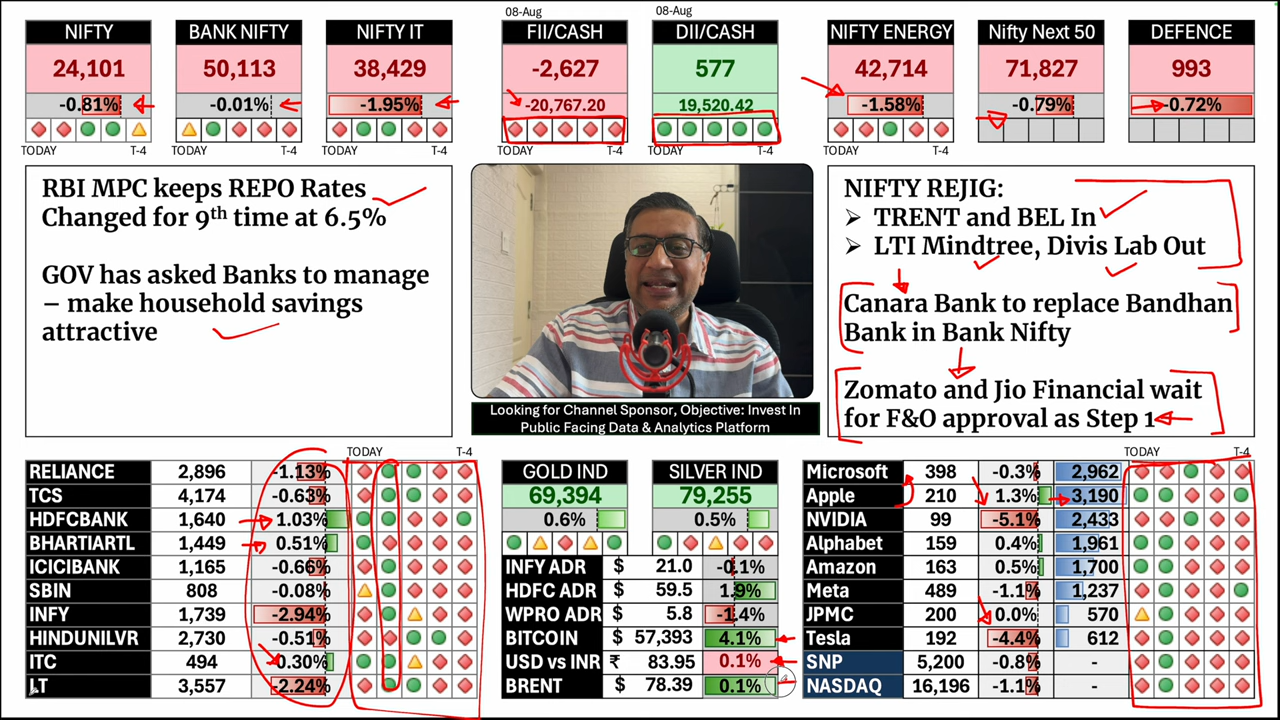 08-Aug
08-Aug
NIFTY
BANK NIFTY
NIFTY IT
FII/CASH
DII/CASH
NIFTY ENERGY
Nifty Next 50
DEFENCE
24,101
50,113
38,429
-2,627
577
42,714
71,827
993
-0.81%
-0.01%
-1.95%
-20,767.20
19,520.42
-1.58%
-0.79%
-0.72%
TODAY T-4
TODAY T-4
TODAY T-4
TODAY T-4
RBI MPC keeps REPO Rates
Changed for 9th time at 6.5%
GOV has asked Banks to manage
– make household savings
attractive
Looking for Channel Sponsor, Objective: Invest In
Public Facing Data & Analytics Platform
NIFTY REJIG:
➢ TRENT and BEL In
➢ LTI Mindtree, Divis Lab Out
Canara Bank to replace Bandhan
Bank in Bank Nifty
Zomato and Jio Financial wait
for F&O approval as Step 1
TODAY T-4
RELIANCE 2,896 -1.13%
TCS 4,174 -0.63%
HDFCBANK 1,640 1.03%
BHARTIARTL 1,449 0.51%
ICICIBANK 1,165 -0.66%
SBIN 808 -0.08%
INFY 1,739 -2.94%
HINDUNILVR 2,730 -0.51%
ITC 494 0.30%
LT 3,557 -2.24%
GOLD IND
SILVER IND
69,394
79,255
0.6%
0.5%
INFY ADR $ 21.0 -0.1%
HDFC ADR $ 59.5 1.9%
WPRO ADR $ 5.8 -1.4%
BITCOIN $ 57,393 4.1%
USD vs INR ₹ 83.95 0.1%
BRENT $ 78.39 0.1%
TODAY T-4
Microsoft 398 -0.3% 2,962
Apple 210 1.3% 3,190
NVIDIA 99 -5.1% 2,433
Alphabet 159 0.4% 1,961
Amazon 163 0.5% 1,700
Meta 489 -1.1% 1,237
JPMC 200 0.0% 570
Tesla 192 -4.4% 612
SNP 5,200 -0.8% -
NASDAQ 16,196 -1.1% -